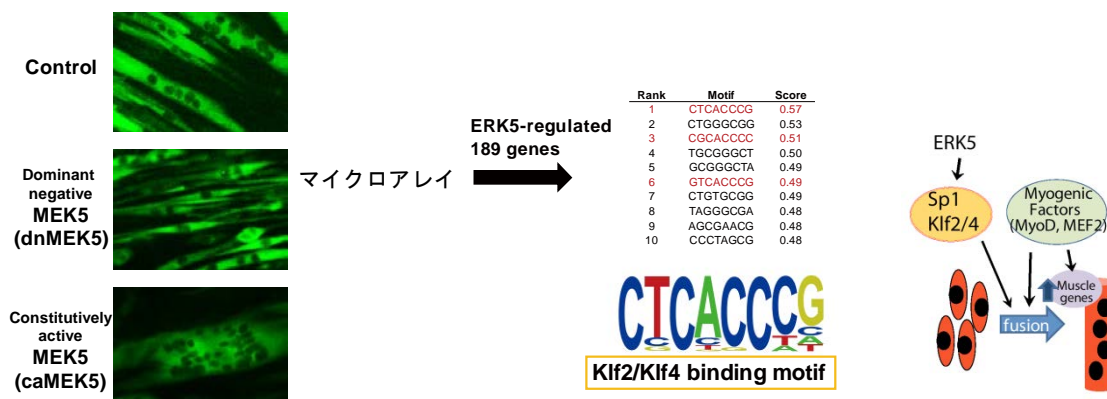 Control
Dominant
negative
MEK5
(dnMEK5)
Constitutively
active
MEK5
(caMEK5)
マイクロアレイ
ERK5-regulated
189 genes
Rank Motif Score
1 CTCACCCG 0.57
2 CTGGGCGG 0.53
3 CGCACCCC 0.51
4 TGCGGGCT 0.50
5 GCGGGCTA 0.49
6 GTCACCCG 0.49
7 CTGTGCGG 0.49
8 TAGGGCGA 0.48
9 AGCGAACG 0.48
10 CCCTAGCG 0.48
CTCACCCG
Klf2/Klf4 binding motif
ERK5
Sp1
Klf2/4
Myogenic
Factors
(MyoD, MEF2)
Muscle
genes
fusion